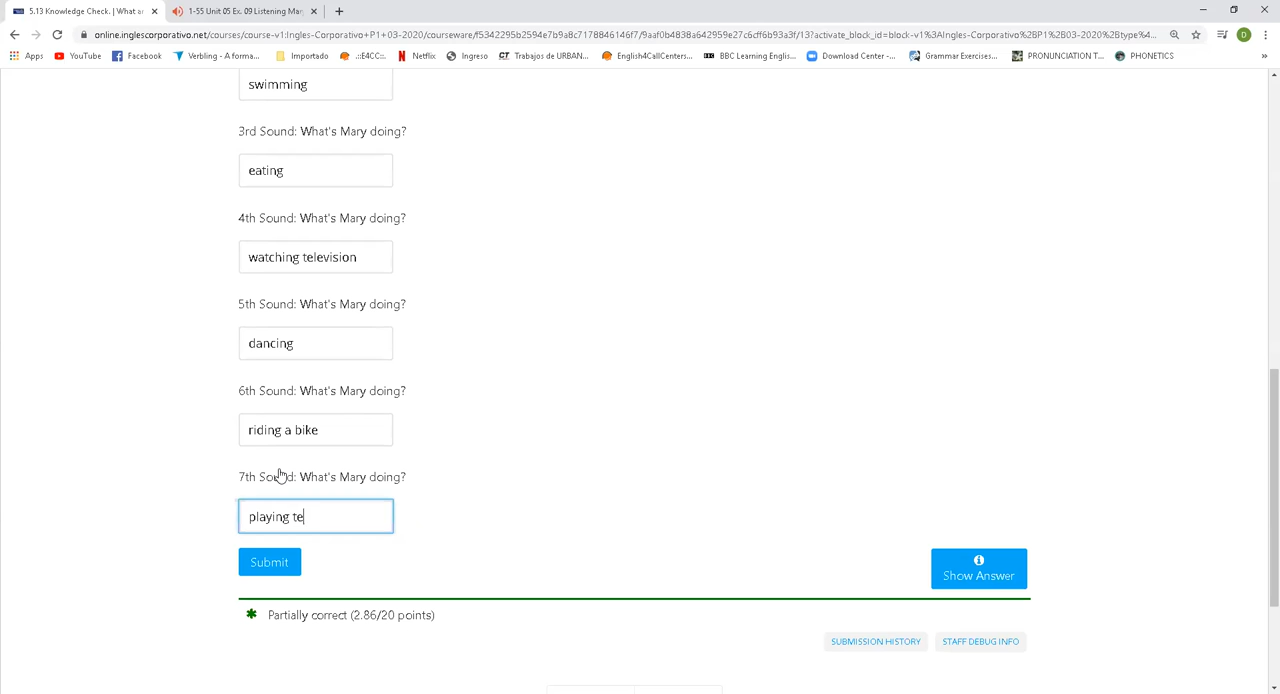 5.13 Knowledge Check. | What ar
1-55 Unit 05 Ex. 09 Listening Mar
online.inglescorporativo.net/courses/course-v1:Ingles-Corporativo+P1+03-2020/courseware/f5342295b2594e7b9a8c7178846146f7/9aaf0b4838a642959e27c6cff6b93a3f/13?activate_block_id=block-v1%3AIngles-Corporativo%2BP1%2B03-2020%2Btype%4...
Apps YouTube Facebook Verbling - A forma... Importado .::E4CC::. Netflix Ingreso Trabajos de URBAN... English4CallCenters... BBC Learning Englis... Download Center -... Grammar Exercises... PRONUNCIATION T... PHONETICS
swimming
3rd Sound: What's Mary doing?
eating
4th Sound: What's Mary doing?
watching television
5th Sound: What's Mary doing?
dancing
6th Sound: What's Mary doing?
riding a bike
7th Sound: What's Mary doing?
playing te
Submit
Show Answer
Partially correct (2.86/20 points)
SUBMISSION HISTORY STAFF DEBUG INFO